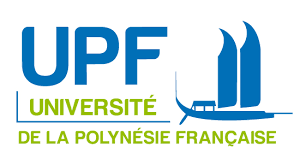 UPF
UNIVERSITÉ
DE LA POLYNÉSIE FRANÇAISE